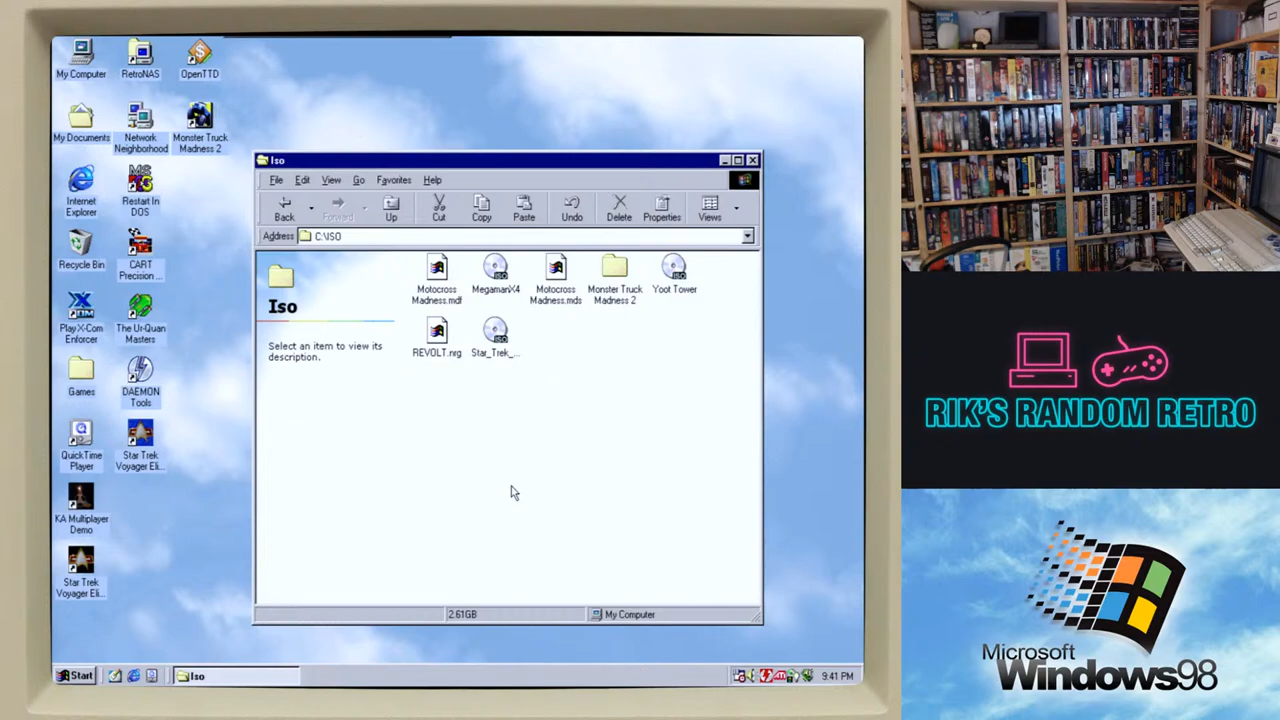 My Computer
RetroNAS
OpenTTD
My Documents
Network
Neighborhood
Monster Truck
Madness 2
Internet
Explorer
MS
Restart In
DOS
Recycle Bin
CART
Precision ...
Play X-Com
Enforcer
The Ur-Quan
Masters
Games
DAEMON
Tools
QuickTime
Player
Star Trek
Voyager Eli...
KA Multiplayer
Demo
Star Trek
Voyager Eli...
Iso
File Edit View Go Favorites Help
Back Forward Up Cut Copy Paste Undo Delete Properties Views
Address C:\ISO
Iso
Select an item to view its
description.
Motocross
Madness.mdf
ISO
MegamanX4
Motocross
Madness.mds
Monster Truck
Madness 2
ISO
Yoot Tower
REVOLT.nrg
ISO
Star_Trek_...
2.61GB
My Computer
Start
Iso
9:41 PM
RIK'S RANDOM RETRO
Microsoft
Windows98